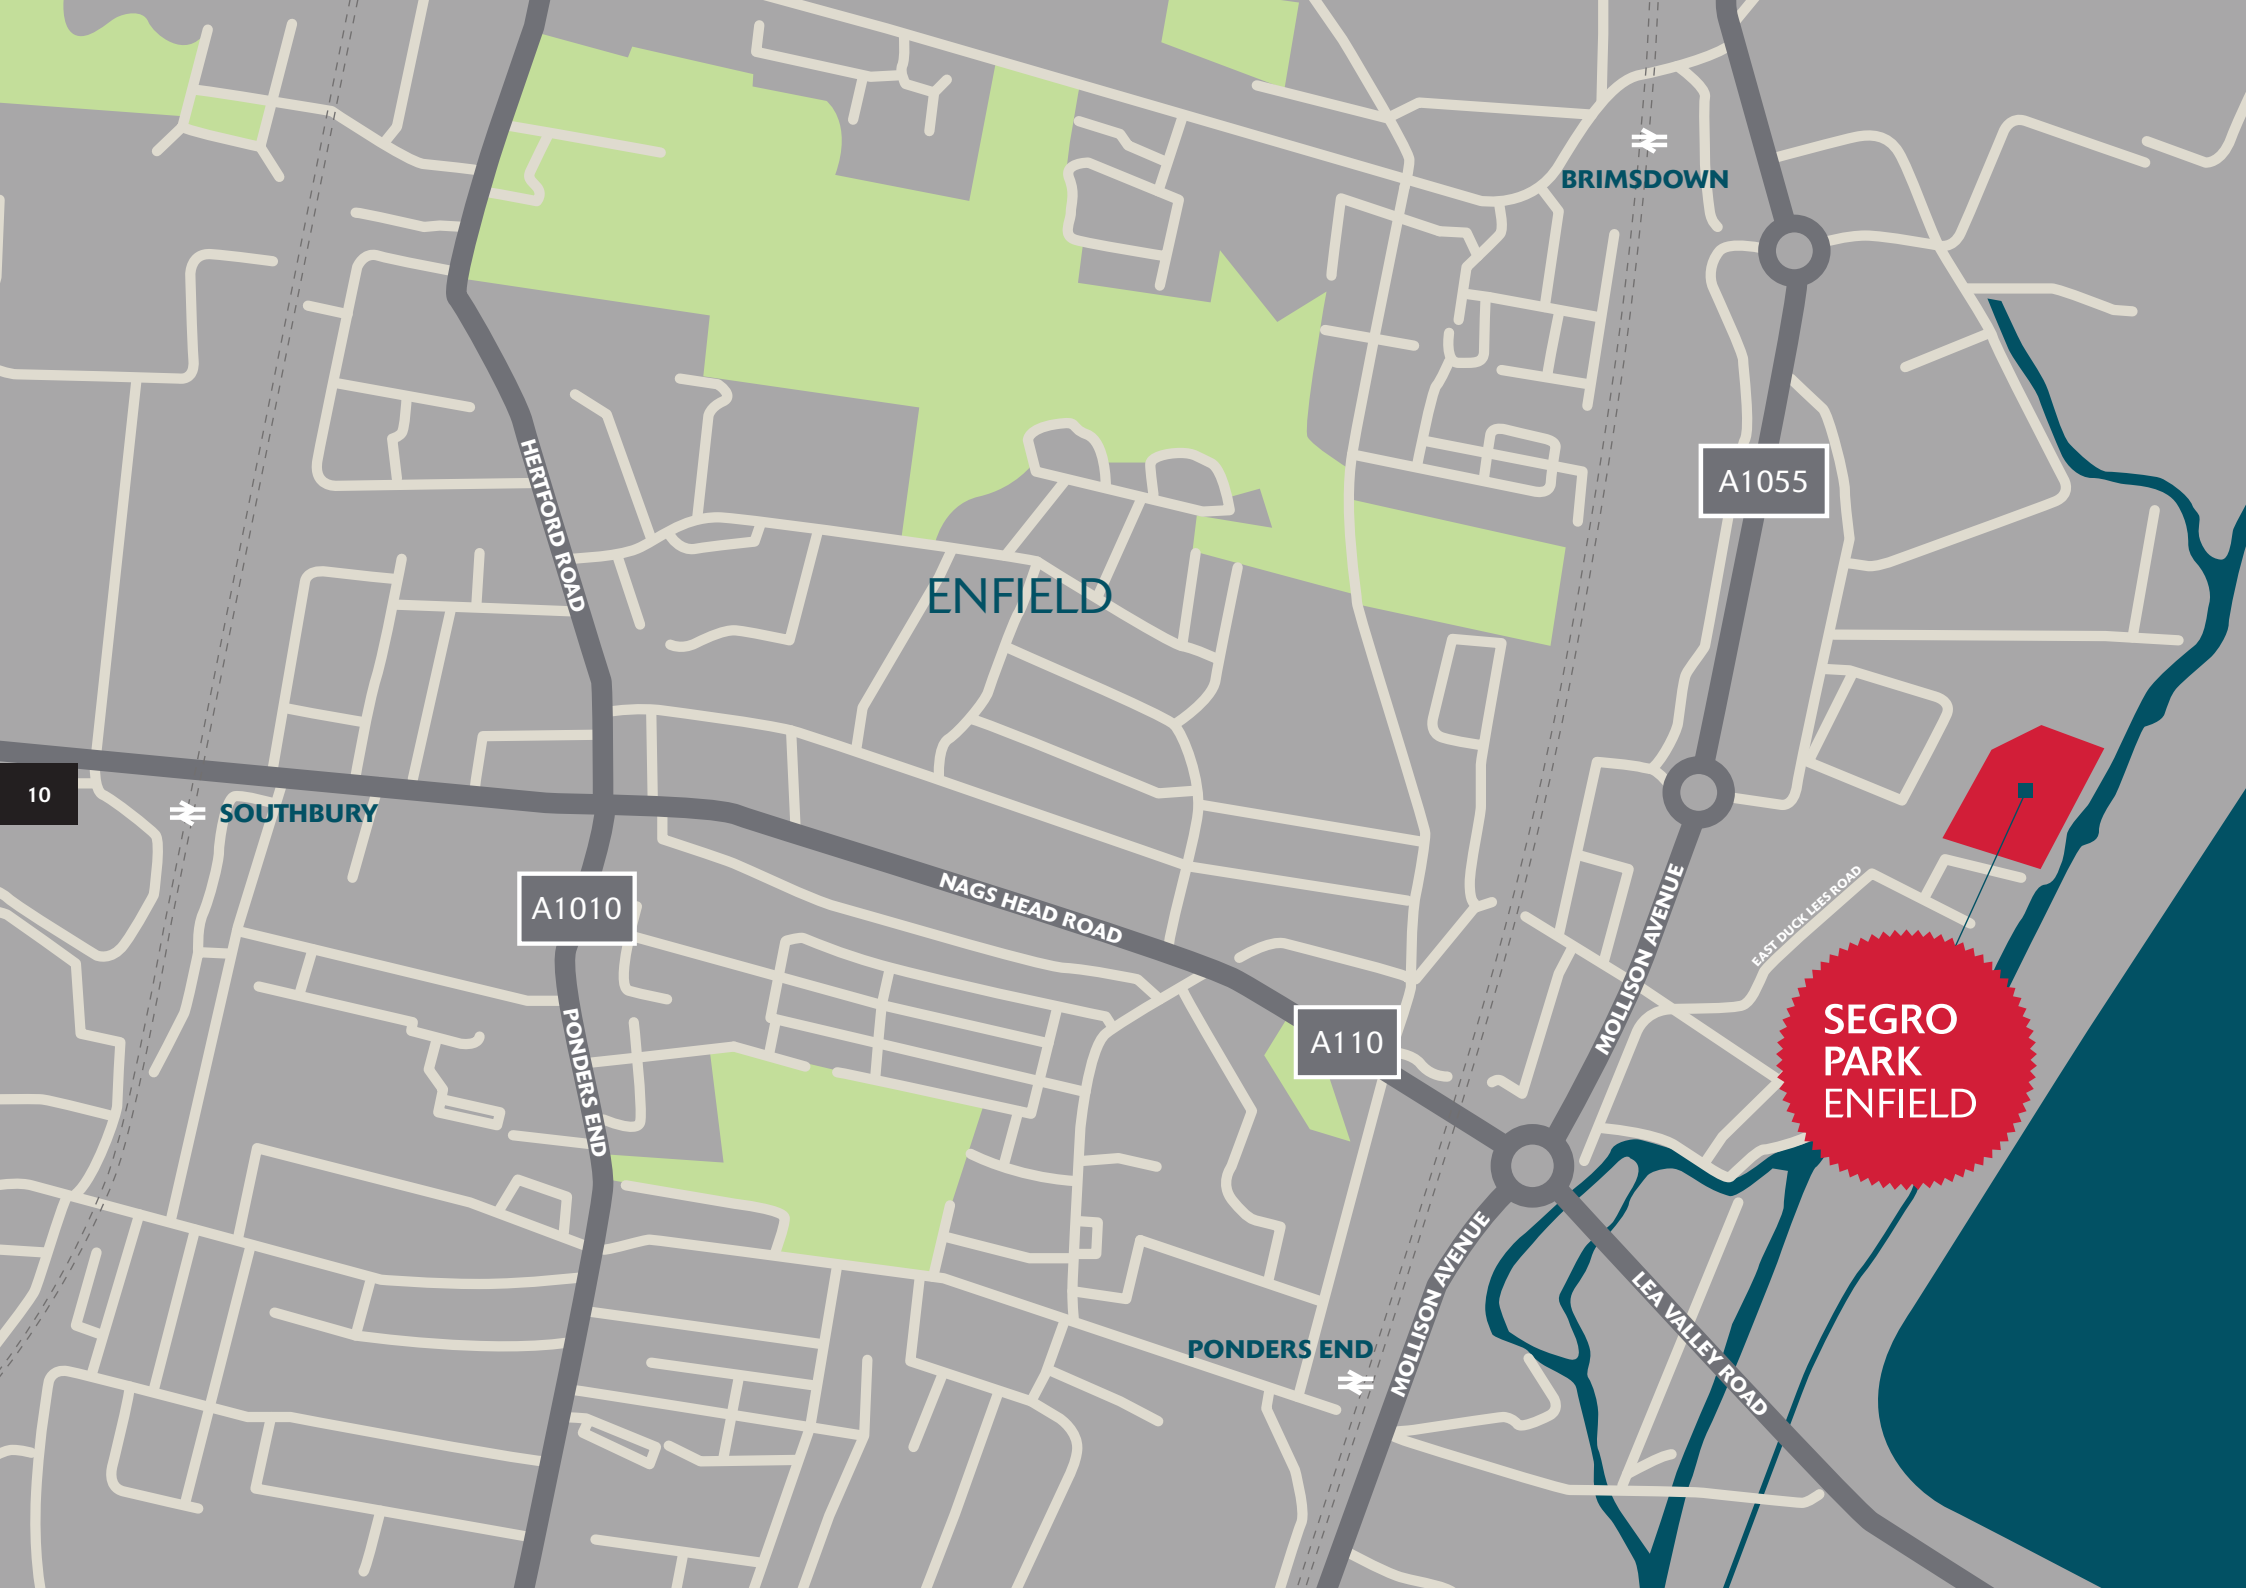 BRIMSDOWN
HERTFORD ROAD
A1055
ENFIELD
10
SOUTHBURY
A1010
NAGS HEAD ROAD
MOLLISON AVENUE
EAST DUCK LEES ROAD
SEGRO
PARK
ENFIELD
A110
PONDERS END
MOLLISON AVENUE
LEA VALLEY ROAD
PONDERS END